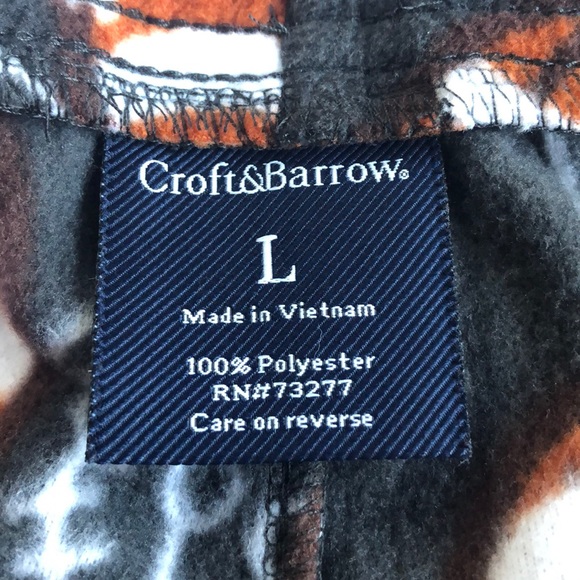 Croft&Barrow®
L
Made in Vietnam
100% Polyester
RN#73277
Care on reverse